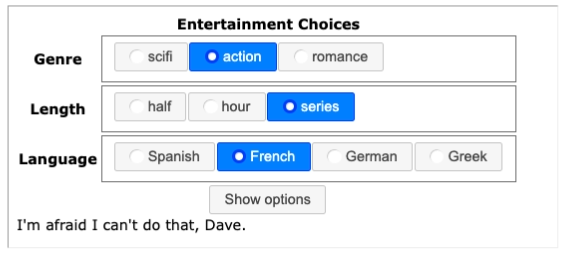 Entertainment Choices
Genre scifi action romance
Length half hour series
Language Spanish French German Greek
Show options
I'm afraid I can't do that, Dave.